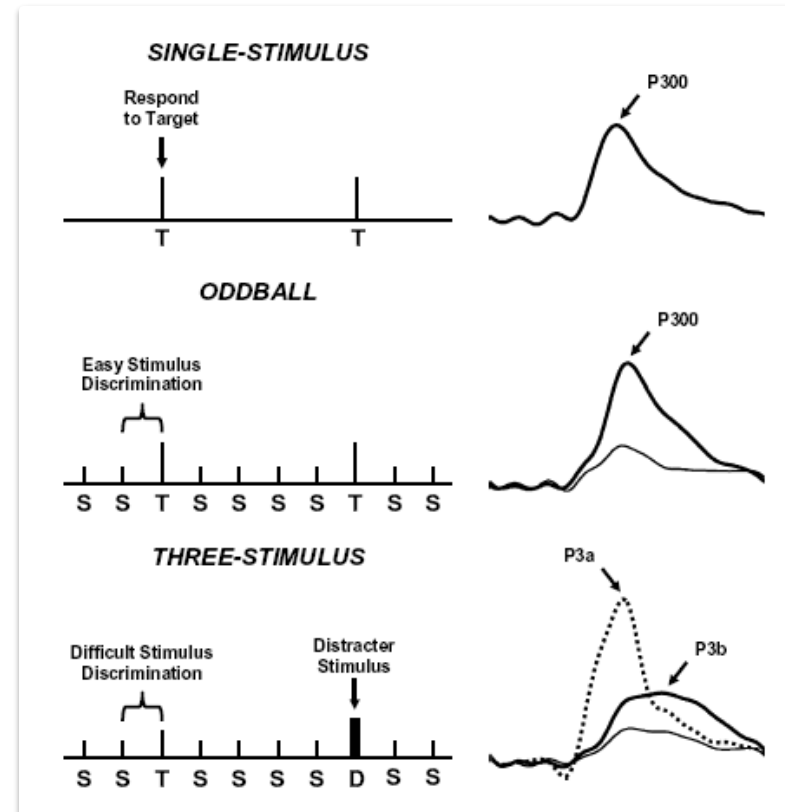 SINGLE-STIMULUS
Respond
to Target
P300
T T
ODDBALL
Easy Stimulus
Discrimination
P300
S S T S S S S T S S
THREE-STIMULUS
P3a
Difficult Stimulus
Discrimination
Distracter
Stimulus
P3b
S S T S S S S D S S